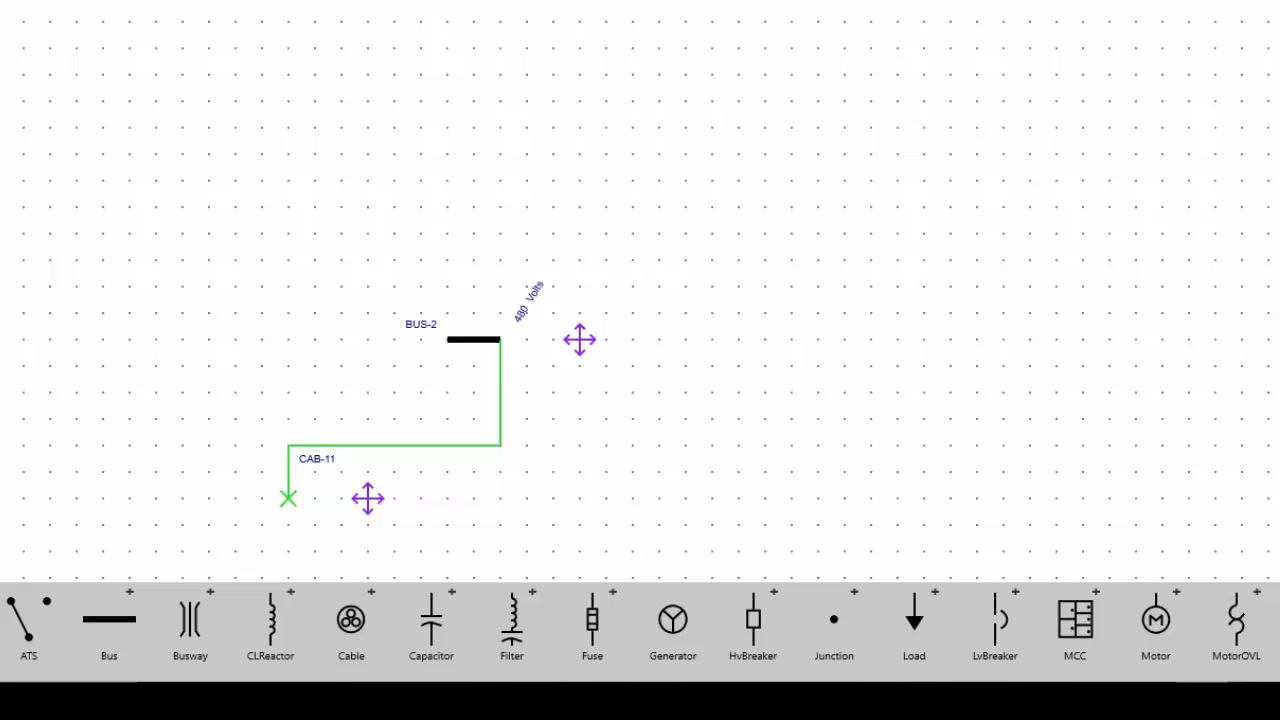 480 Volts
BUS-2
CAB-11
ATS
Bus
Busway
CLReactor
Cable
Capacitor
Filter
Fuse
Generator
HvBreaker
Junction
Load
LvBreaker
MCC
Motor
MotorOVL